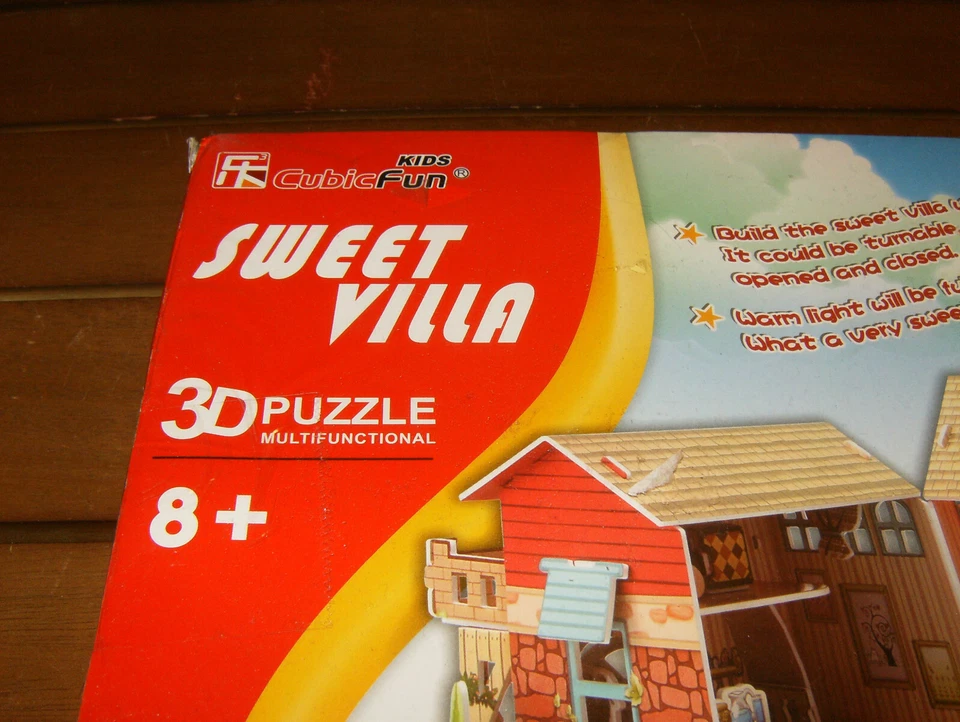 KIDS
CubicFun®
SWEET
VILLA
3D PUZZLE
MULTIFUNCTIONAL
8+
Build the sweet villa
It could be turnable,
opened and closed.
Warm light will be
What a very